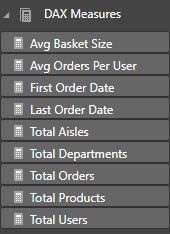 DAX Measures
Avg Basket Size
Avg Orders Per User
First Order Date
Last Order Date
Total Aisles
Total Departments
Total Orders
Total Products
Total Users